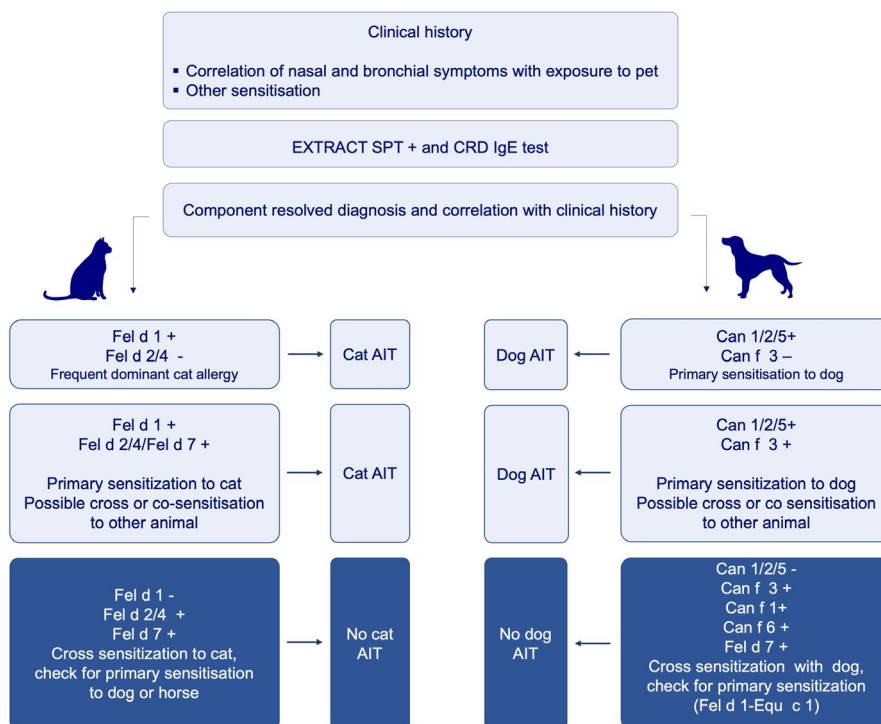 Clinical history
▪ Correlation of nasal and bronchial symptoms with exposure to pet
▪ Other sensitisation
EXTRACT SPT + and CRD IgE test
Component resolved diagnosis and correlation with clinical history
Fel d 1 +
Fel d 2/4 -
Frequent dominant cat allergy
Cat AIT
Dog AIT
Can 1/2/5+
Can f 3 –
Primary sensitisation to dog
Fel d 1 +
Fel d 2/4/Fel d 7 +
Primary sensitization to cat
Possible cross or co-sensitisation
to other animal
Cat AIT
Dog AIT
Can 1/2/5+
Can f 3 +
Primary sensitization to dog
Possible cross or co sensitisation
to other animal
Fel d 1 -
Fel d 2/4 +
Fel d 7 +
Cross sensitization to cat,
check for primary sensitisation
to dog or horse
No cat
AIT
No dog
AIT
Can 1/2/5 -
Can f 3 +
Can f 1+
Can f 6 +
Fel d 7 +
Cross sensitization with dog,
check for primary sensitization
(Fel d 1-Equ c 1)